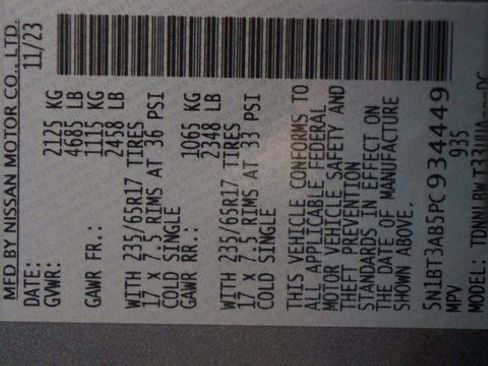 MFD BY NISSAN MOTOR CO., LTD.
DATE: 11/23
GVWR: 2125 KG
4685 LB
GAWR FR.: 1115 KG
2458 LB
WITH 235/65R17 TIRES
17 X 7.5 RIMS AT 36 PSI
COLD SINGLE
GAWR RR.: 1065 KG
2348 LB
WITH 235/65R17 TIRES
17 X 7.5 RIMS AT 33 PSI
COLD SINGLE
THIS VEHICLE CONFORMS TO
ALL APPLICABLE FEDERAL
MOTOR VEHICLE SAFETY AND
THEFT PREVENTION
STANDARDS IN EFFECT ON
THE DATE OF MANUFACTURE
SHOWN ABOVE.
5N1BT3AB5PC934449
MPV 935
MODEL: